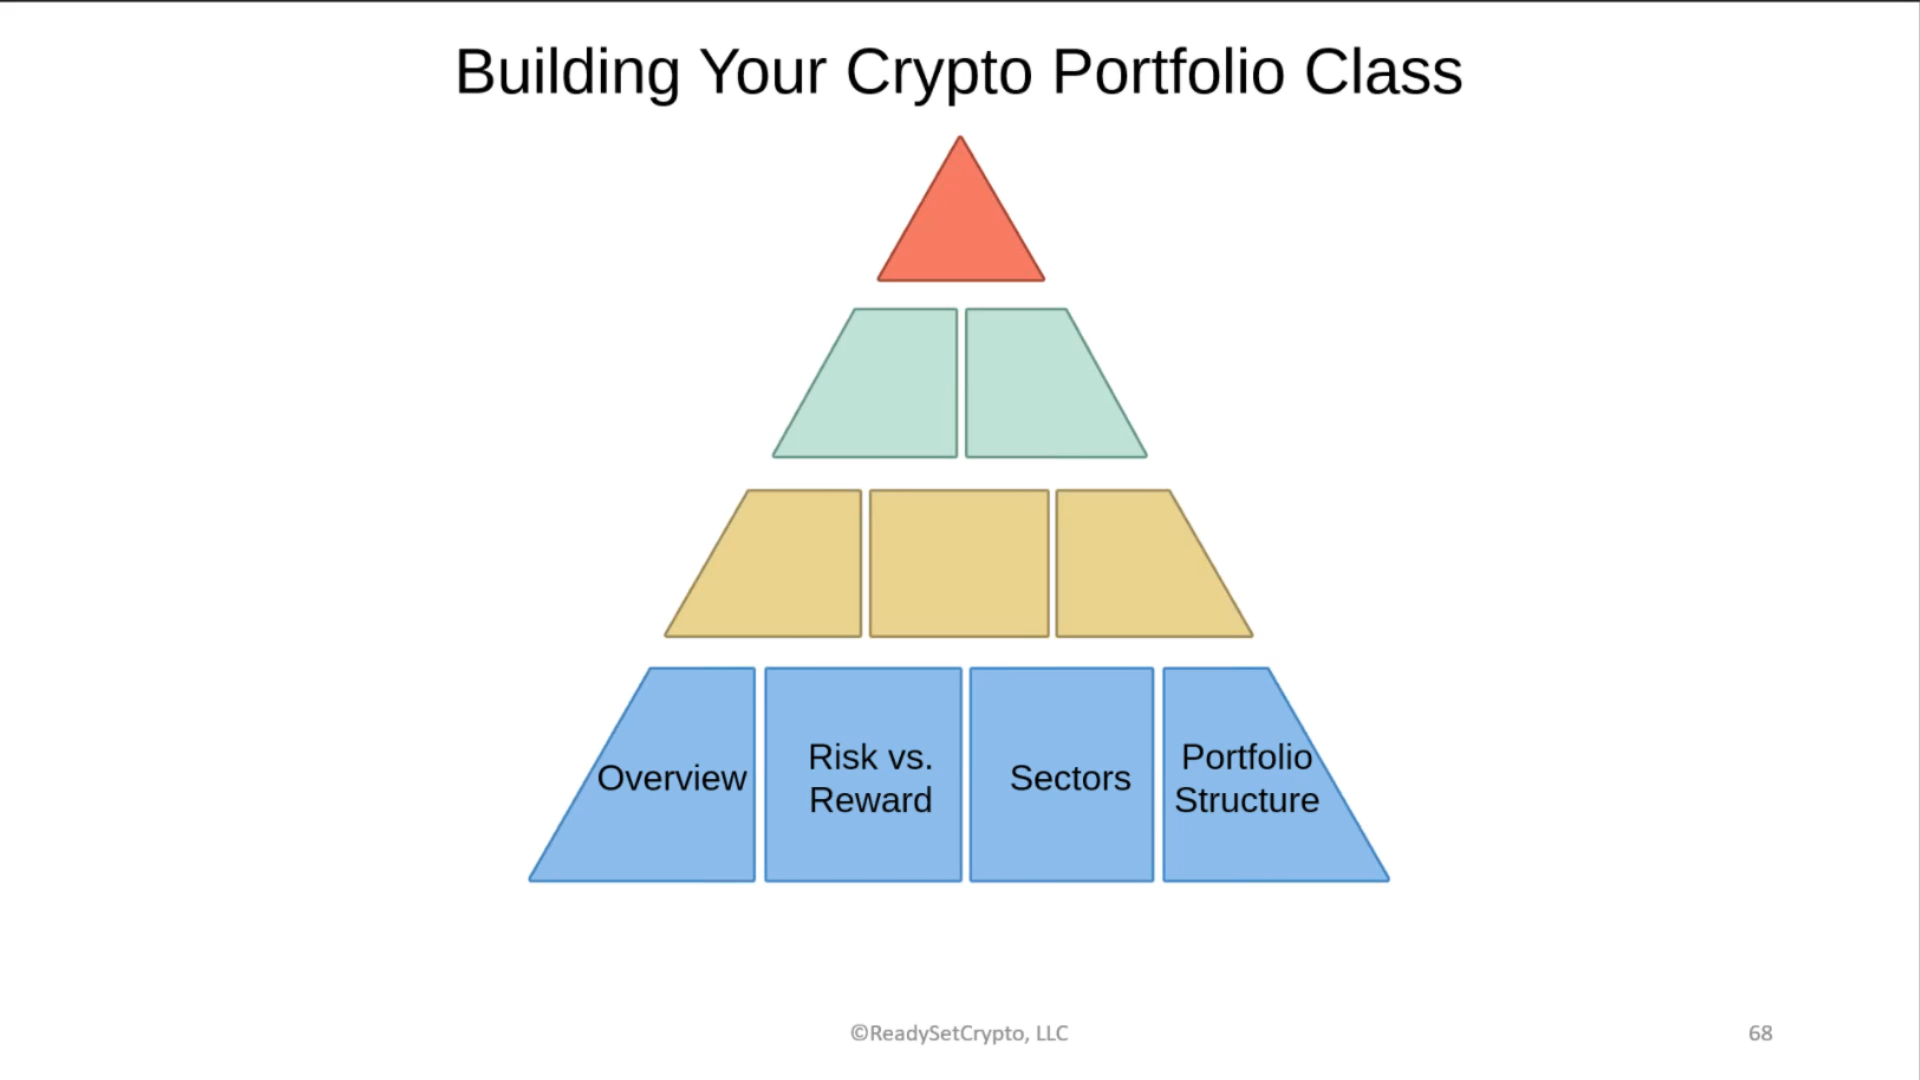 Building Your Crypto Portfolio Class
Overview
Risk vs.
Reward
Sectors
Portfolio
Structure
©ReadySetCrypto, LLC
68